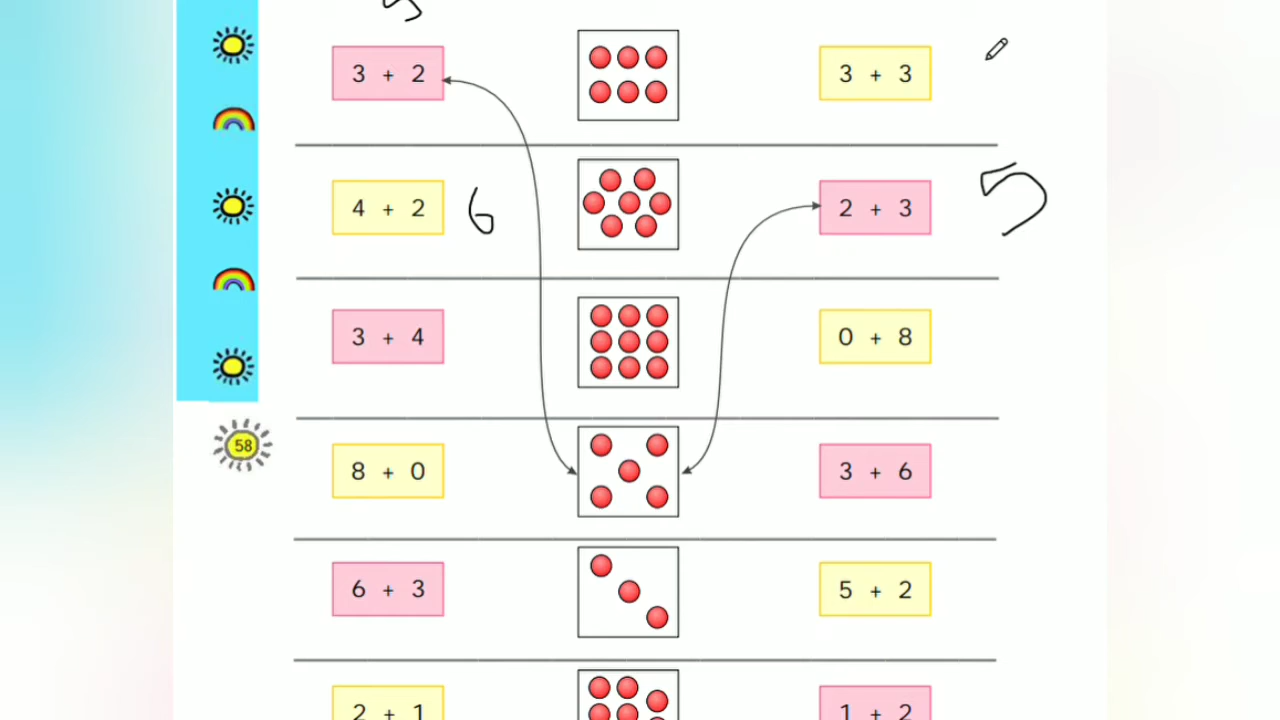 5
3 + 2
3 + 3
4 + 2
6
2 + 3
5
3 + 4
0 + 8
58
8 + 0
3 + 6
6 + 3
5 + 2
2 + 1
1 + 2